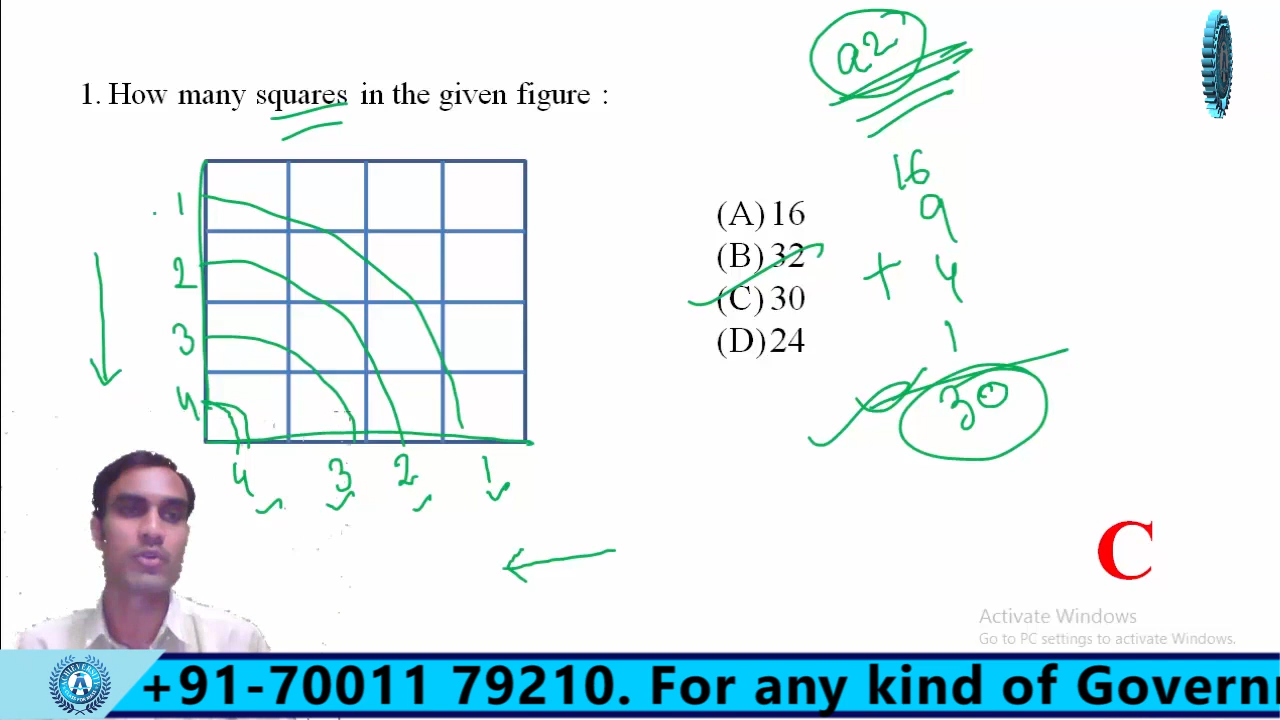 a2
1. How many squares in the given figure :
16
9
+ 4
1
30
(A) 16
(B) 32
(C) 30
(D) 24
1
2
3
4
4 3 2 1
C
Activate Windows
Go to PC settings to activate Windows.
+91-70011 79210. For any kind of Governm